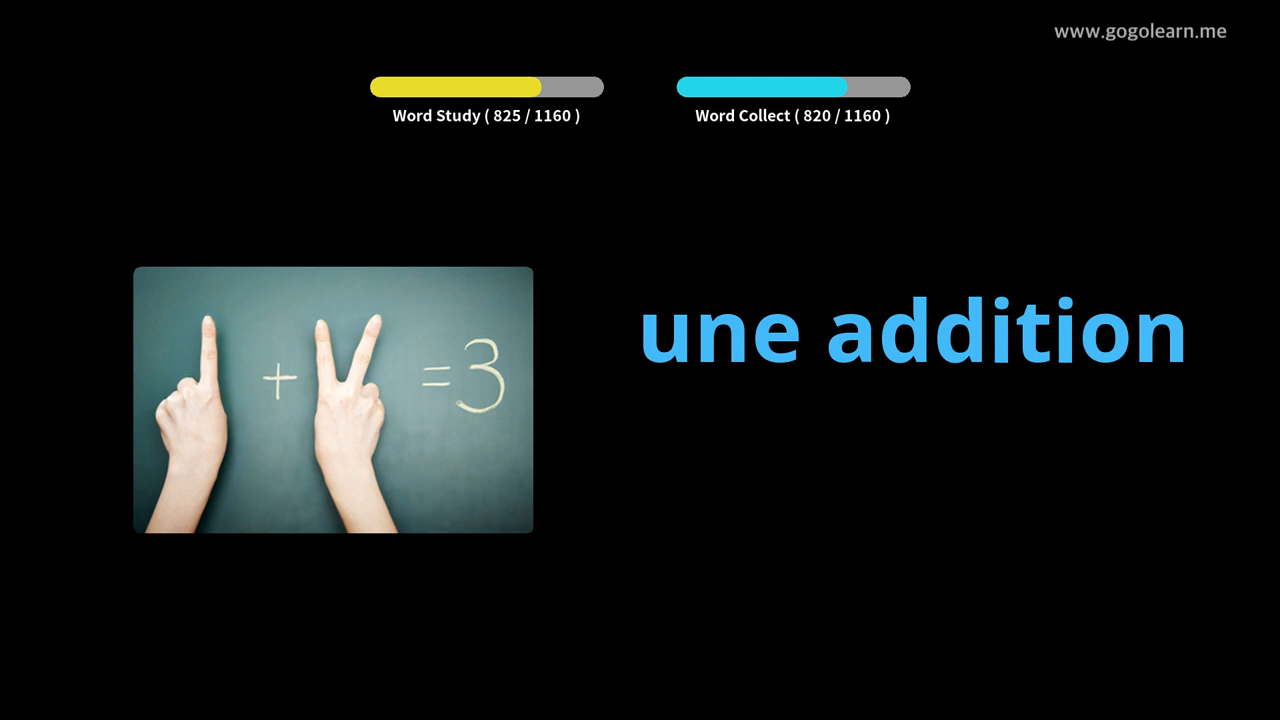 www.gogolearn.me
Word Study ( 825 / 1160 )
Word Collect ( 820 / 1160 )
une addition
+ = 3